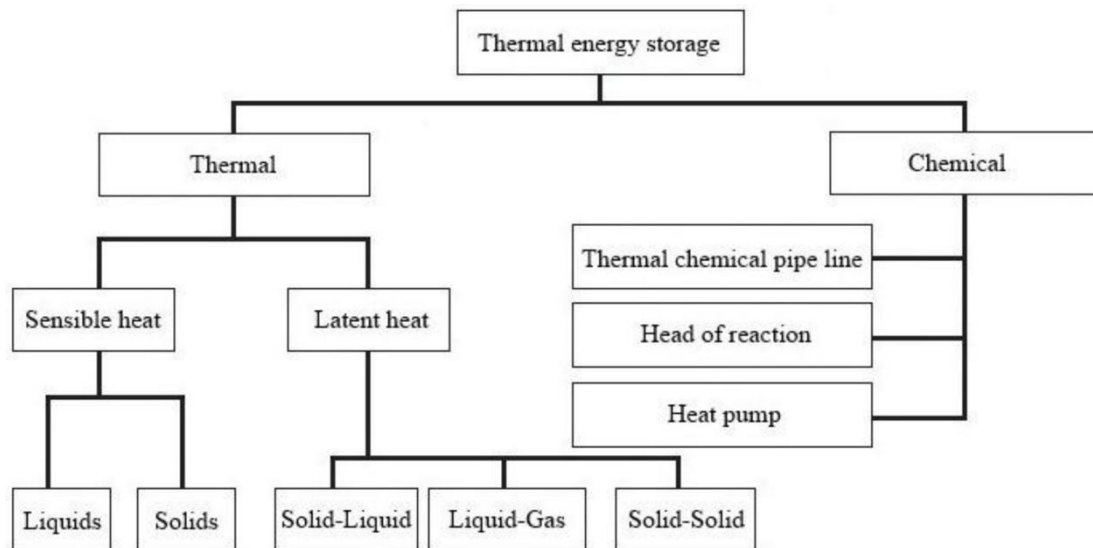 Thermal energy storage
Thermal
Chemical
Thermal chemical pipe line
Sensible heat
Latent heat
Head of reaction
Heat pump
Liquids
Solids
Solid-Liquid
Liquid-Gas
Solid-Solid